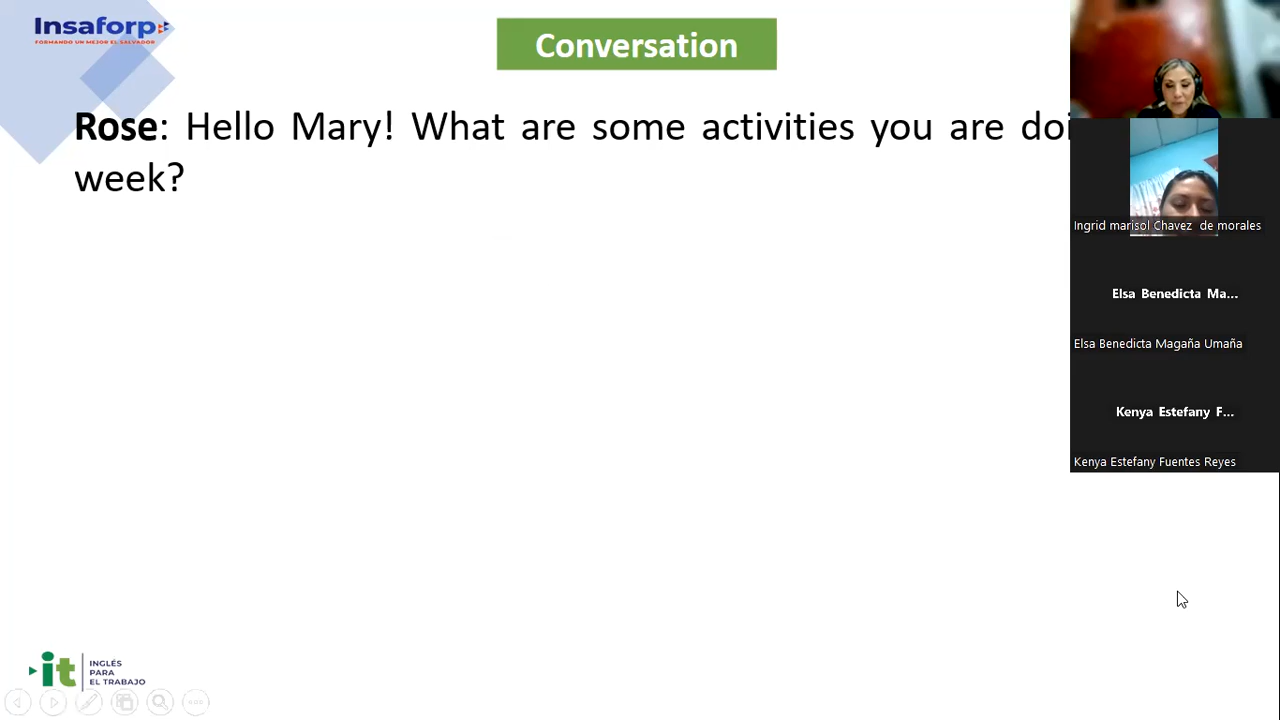 Insaforp
FORMANDO UN MEJOR EL SALVADOR
Conversation
Rose: Hello Mary! What are some activities you are doi
week?
Ingrid marisol Chavez de morales
Elsa Benedicta Ma...
Elsa Benedicta Magaña Umaña
Kenya Estefany F...
Kenya Estefany Fuentes Reyes
it
INGLÉS
PARA
EL TRABAJO